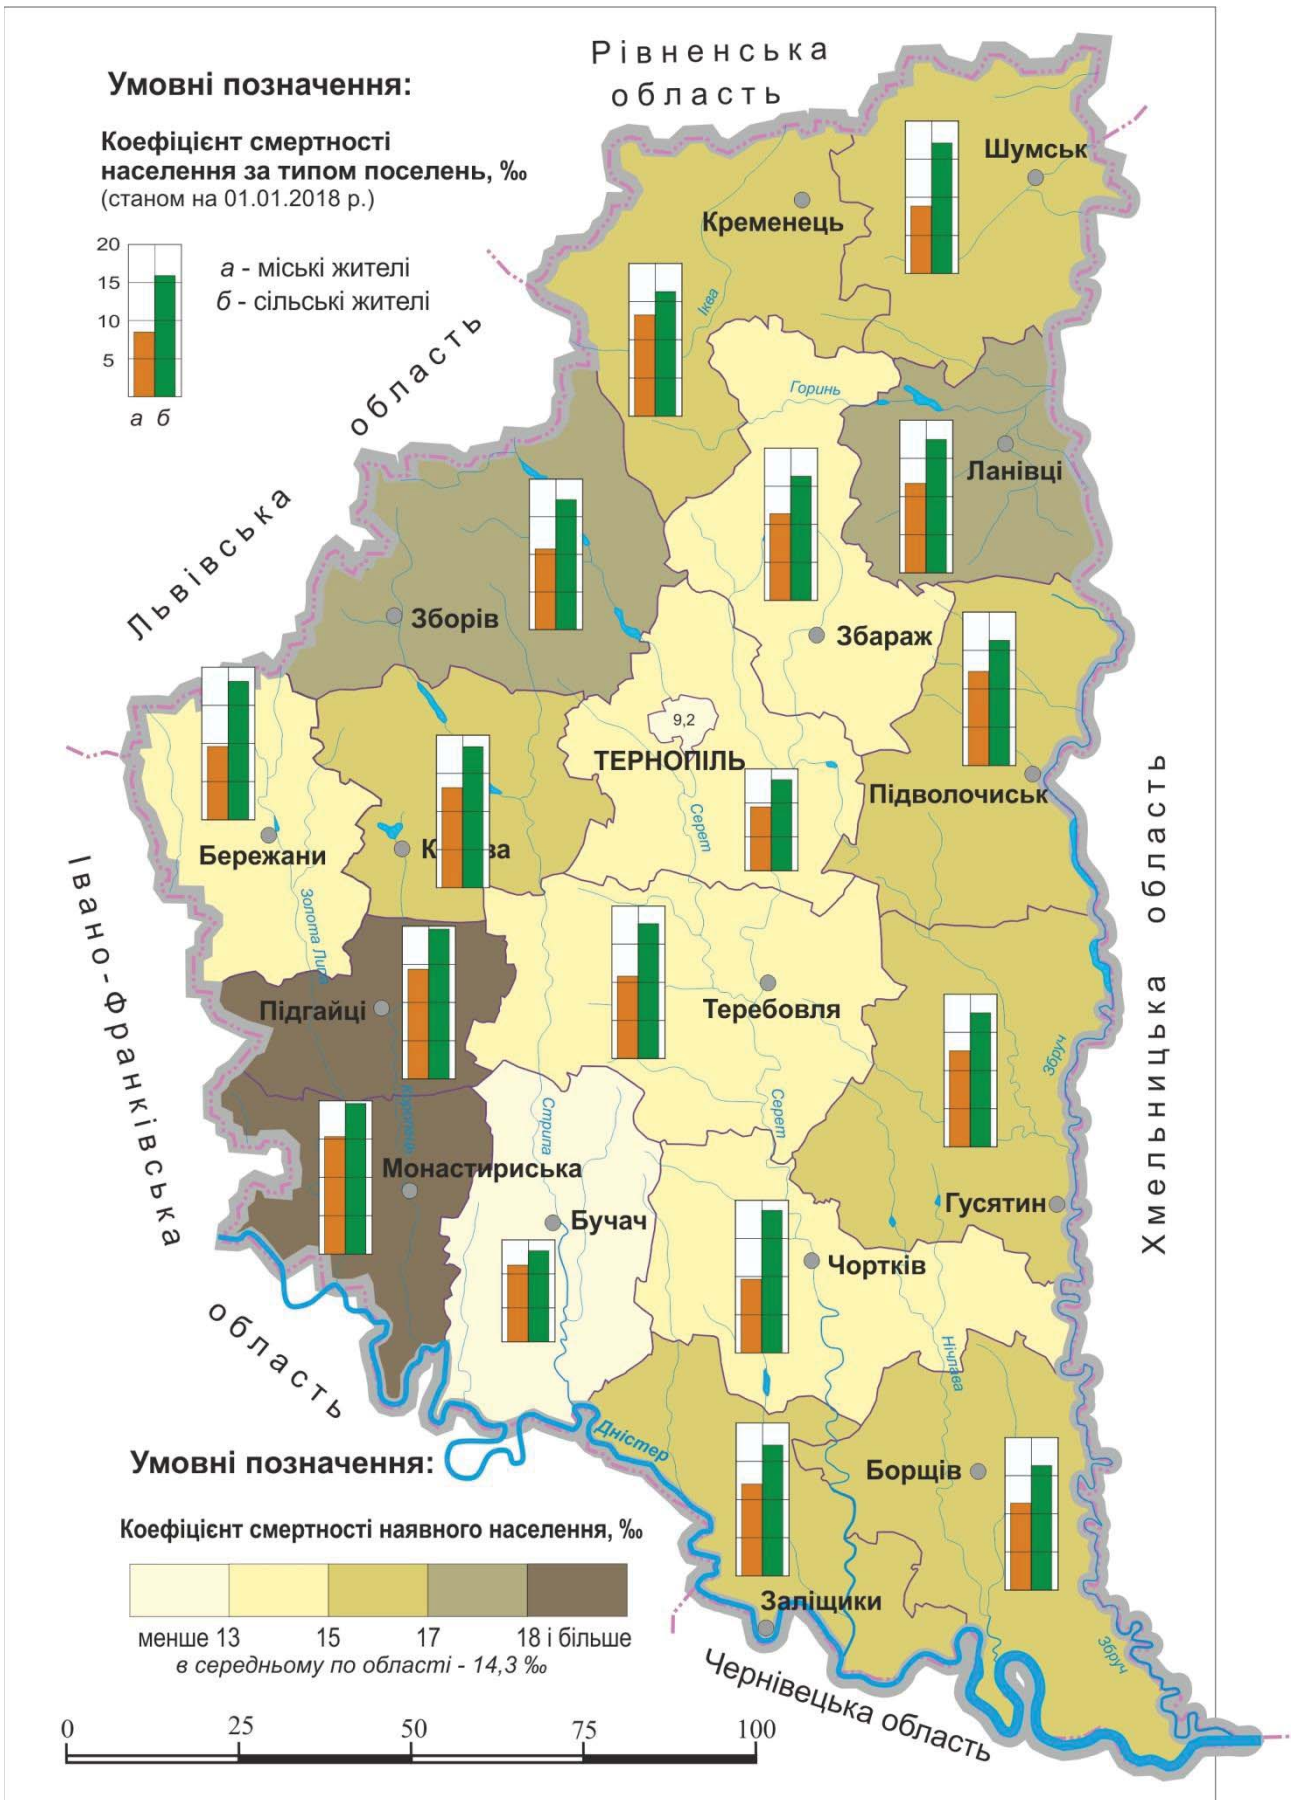 Умовні позначення:
Коефіцієнт смертності
населення за типом поселень, ‰
(станом на 01.01.2018 р.)
20
15
10
5
а б
а - міські жителі
б - сільські жителі
Рівненська
область
Львівська
область
Івано-Франківська
область
Хмельницька область
Чернівецька область
Шумськ
Кременець
Іква
Горинь
Ланівці
Зборів
Збараж
9,2
ТЕРНОПІЛЬ
Підволочиськ
Серет
Бережани
Золота Липа
Підгайці
Теребовля
Збруч
Стрипа
Серет
Монастириська
Бучач
Гусятин
Чортків
Нічлава
Дністер
Борщів
Заліщики
Збруч
Умовні позначення:
Коефіцієнт смертності наявного населення, ‰
менше 13 15 17 18 і більше
в середньому по області - 14,3 ‰
0 25 50 75 100